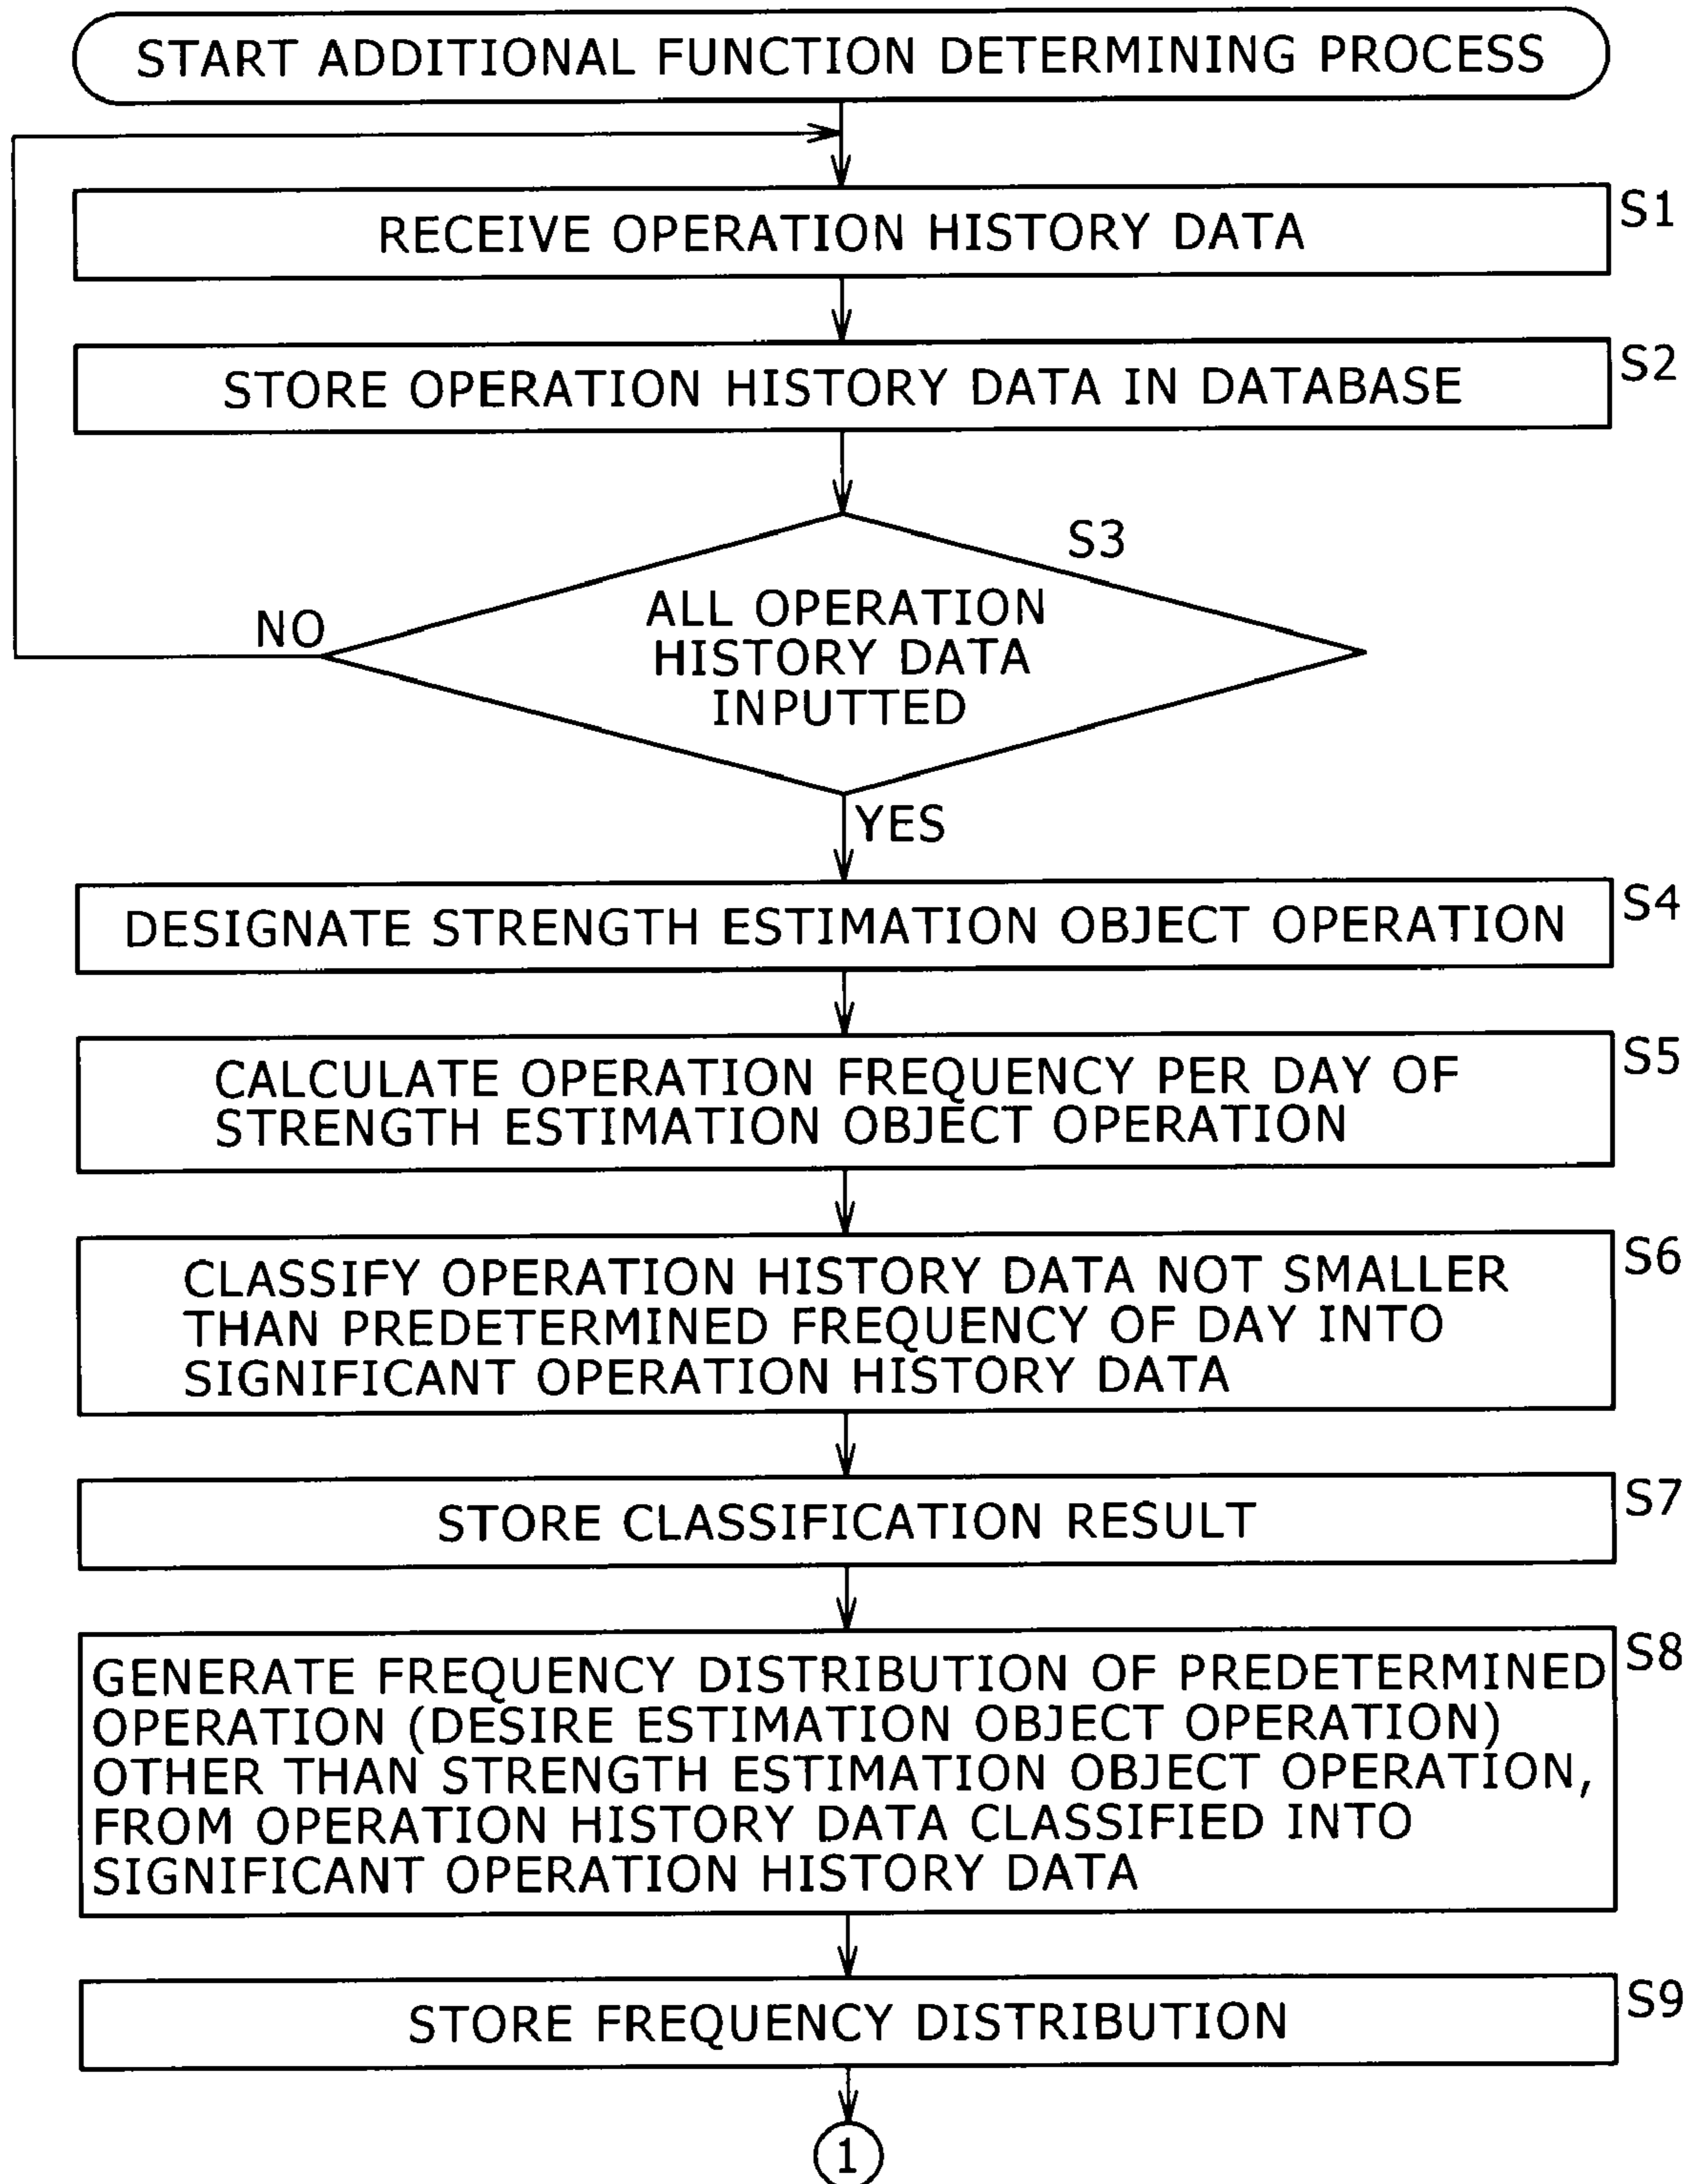 START ADDITIONAL FUNCTION DETERMINING PROCESS
RECEIVE OPERATION HISTORY DATA
S1
STORE OPERATION HISTORY DATA IN DATABASE
S2
S3
ALL OPERATION
HISTORY DATA
INPUTTED
NO
YES
DESIGNATE STRENGTH ESTIMATION OBJECT OPERATION
S4
CALCULATE OPERATION FREQUENCY PER DAY OF
STRENGTH ESTIMATION OBJECT OPERATION
S5
CLASSIFY OPERATION HISTORY DATA NOT SMALLER
THAN PREDETERMINED FREQUENCY OF DAY INTO
SIGNIFICANT OPERATION HISTORY DATA
S6
STORE CLASSIFICATION RESULT
S7
GENERATE FREQUENCY DISTRIBUTION OF PREDETERMINED
OPERATION (DESIRE ESTIMATION OBJECT OPERATION)
OTHER THAN STRENGTH ESTIMATION OBJECT OPERATION,
FROM OPERATION HISTORY DATA CLASSIFIED INTO
SIGNIFICANT OPERATION HISTORY DATA
S8
STORE FREQUENCY DISTRIBUTION
S9
1